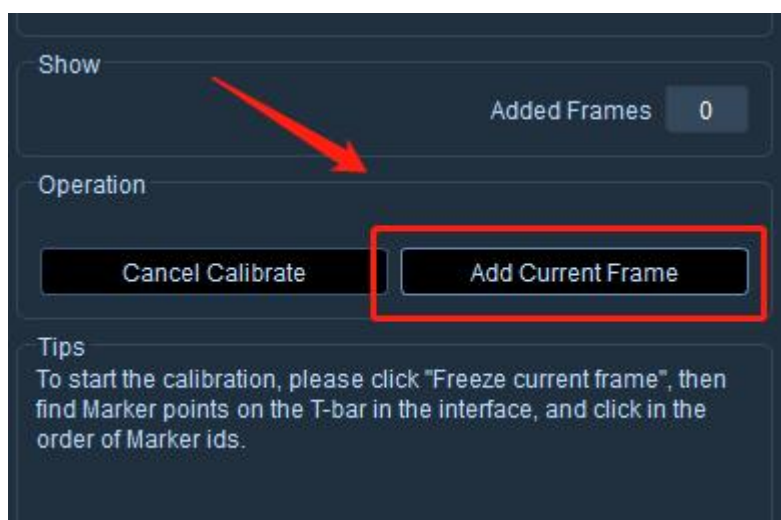 Show
Added Frames 0
Operation
Cancel Calibrate Add Current Frame
Tips
To start the calibration, please click "Freeze current frame", then
find Marker points on the T-bar in the interface, and click in the
order of Marker ids.